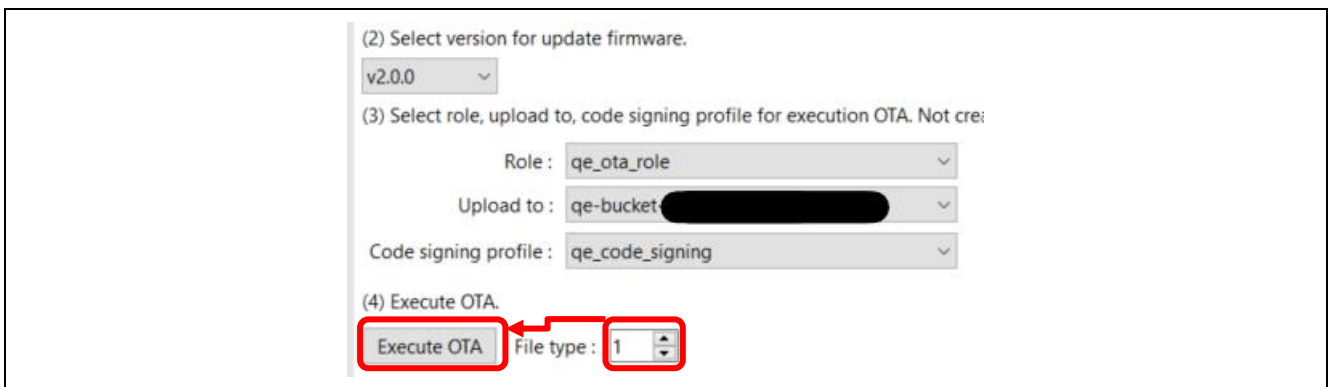 (2) Select version for update firmware.
v2.0.0
(3) Select role, upload to, code signing profile for execution OTA. Not
Role : qe_ota_role
Upload to : qe-bucket-
Code signing profile : qe_code_signing
(4) Execute OTA.
Execute OTA File type : 1